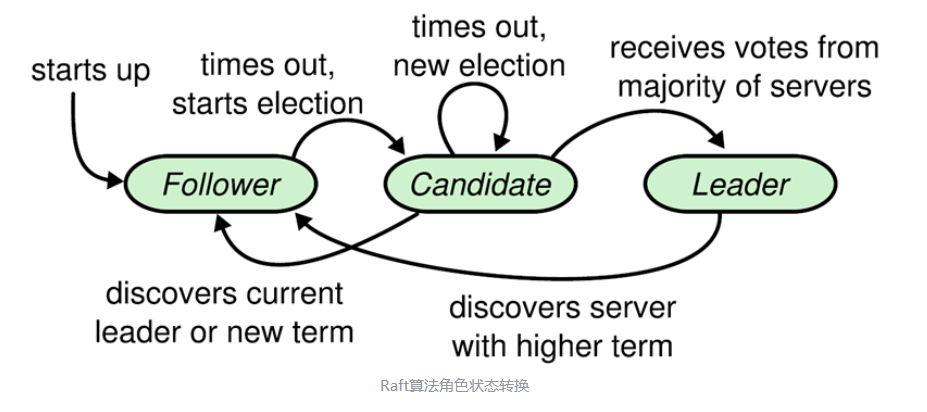 starts up
times out,
starts election
times out,
new election
receives votes from
majority of servers
Follower
Candidate
Leader
discovers current
leader or new term
discovers server
with higher term
Raft算法角色状态转换